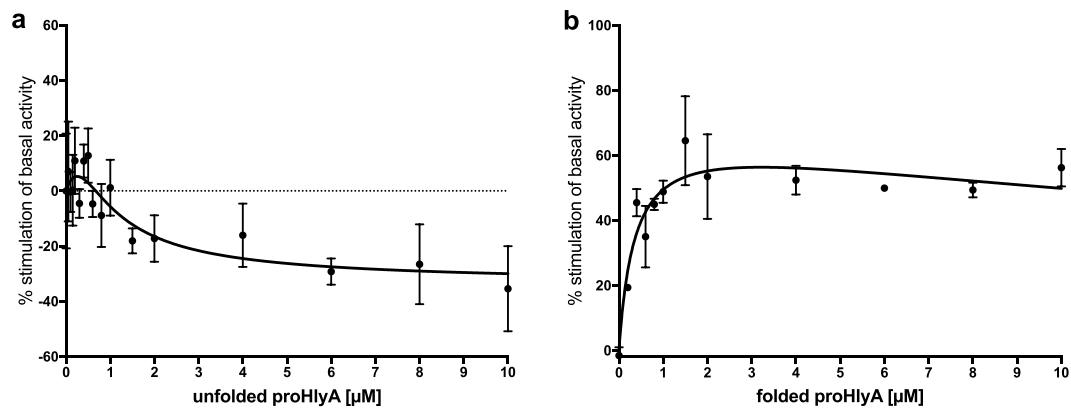 a
% stimulation of basal activity
60
40
20
0
-20
-40
-60
0 1 2 3 4 5 6 7 8 9 10
unfolded proHlyA [µM]
b
% stimulation of basal activity
100
80
60
40
20
0
0 1 2 3 4 5 6 7 8 9 10
folded proHlyA [µM]